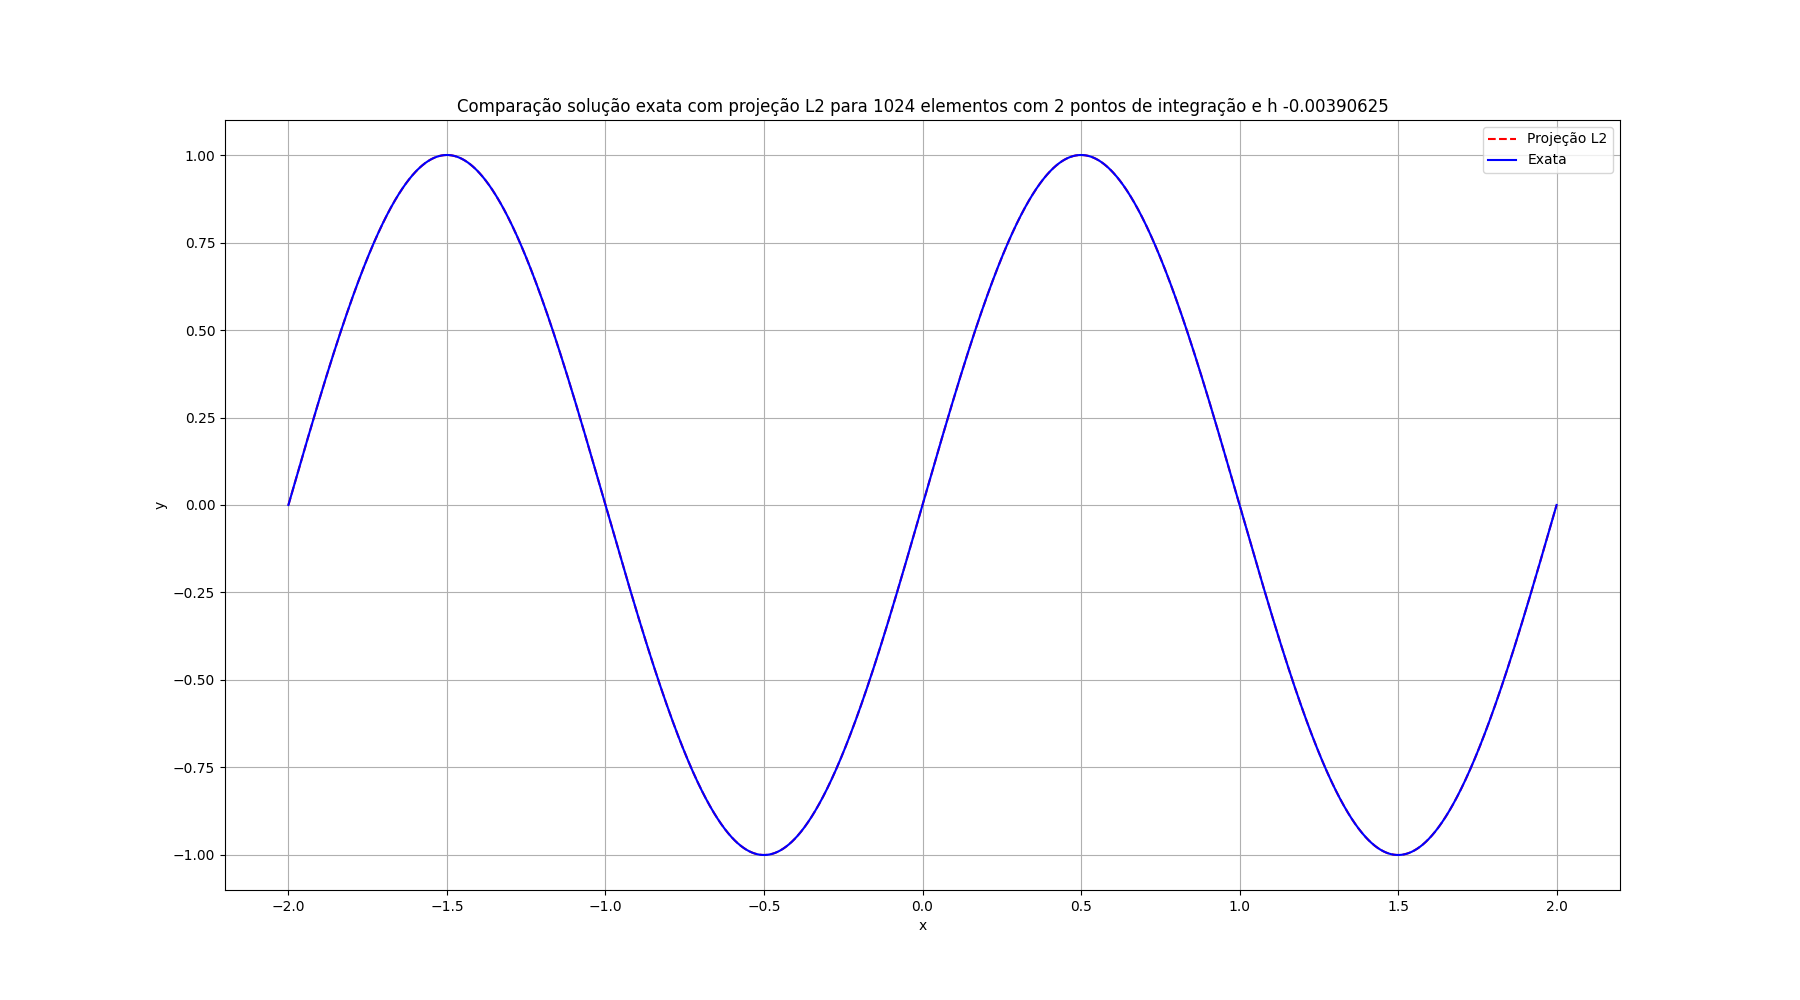 Comparação solução exata com projeção L2 para 1024 elementos com 2 pontos de integração e h -0.00390625
Projeção L2
Exata
1.00
0.75
0.50
0.25
0.00
−0.25
−0.50
−0.75
−1.00
y
−2.0 −1.5 −1.0 −0.5 0.0 0.5 1.0 1.5 2.0
x